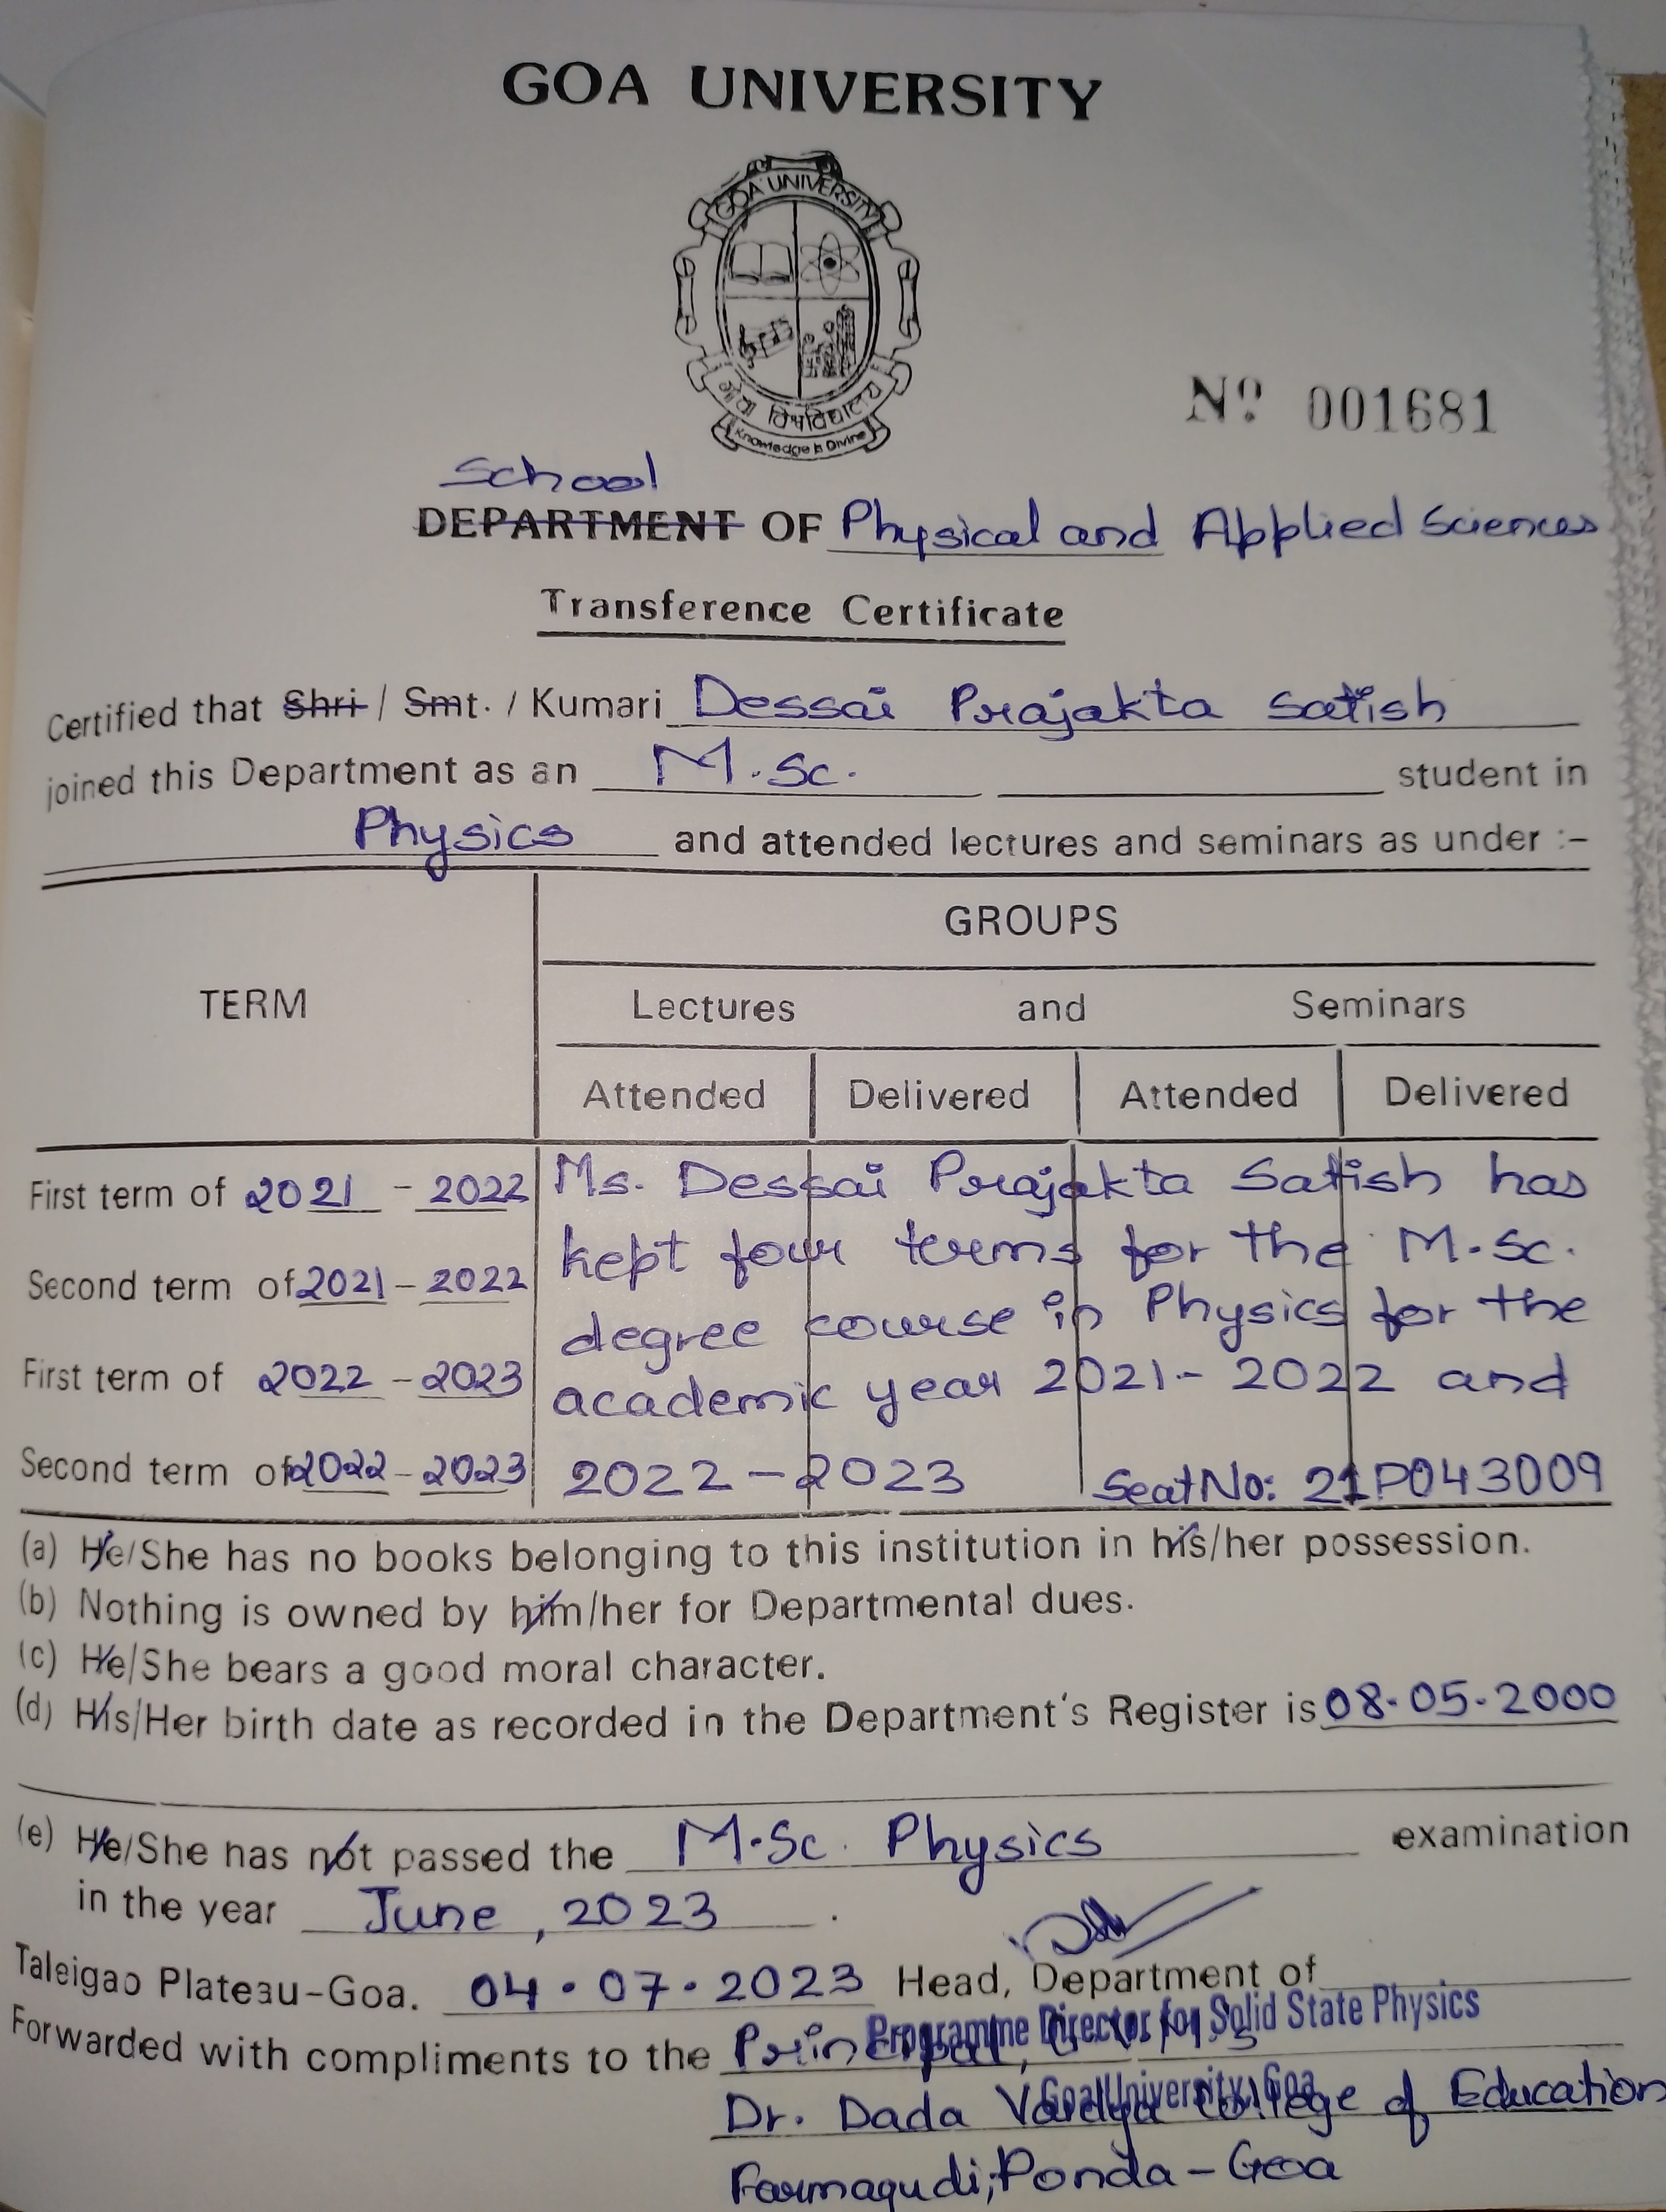 GOA UNIVERSITY
GOA UNIVERSITY
गोवा विश्वविद्यालय
Knowledge is Divine
Nº 001681
School
DEPARTMENT OF Physical and Applied Sciences
Transference Certificate
Certified that Shri / Smt. / Kumari Dessai Prajakta Satish
joined this Department as an M.Sc. student in
Physics and attended lectures and seminars as under :-
GROUPS
TERM Lectures and Seminars
Attended Delivered Attended Delivered
First term of 2021 - 2022 Ms. Dessai Prajakta Satish has
Second term of 2021 - 2022 kept four terms for the M.Sc.
degree course in Physics for the
First term of 2022 - 2023 academic year 2021 - 2022 and
Second term of 2022 - 2023 2022 - 2023 Seat No: 21P043009
(a) He/She has no books belonging to this institution in his/her possession.
(b) Nothing is owned by him/her for Departmental dues.
(c) He/She bears a good moral character.
(d) His/Her birth date as recorded in the Department's Register is 08.05.2000
(e) He/She has not passed the M.Sc. Physics examination
in the year June, 2023.
Taleigao Plateau-Goa. 04.07.2023 Head, Department of
Programme Director for Solid State Physics
Forwarded with compliments to the Principal,
Goa University, Goa
Dr. Dada Vaidya College of Education
Farmagudi, Ponda - Goa